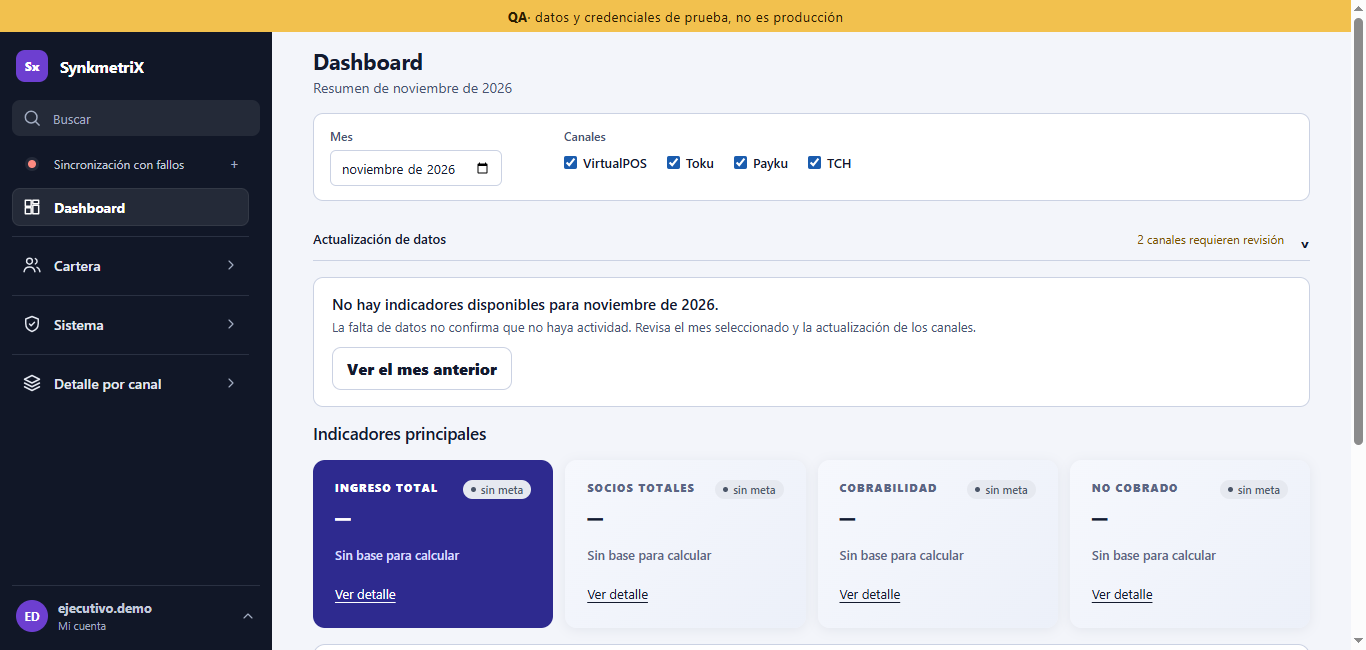 QA· datos y credenciales de prueba, no es producción
Sx SynkmetriX
Buscar
Sincronización con fallos +
Dashboard
Cartera
Sistema
Detalle por canal
ED ejecutivo.demo
Mi cuenta
Dashboard
Resumen de noviembre de 2026
Mes
noviembre de 2026
Canales
VirtualPOS Toku Payku TCH
Actualización de datos
2 canales requieren revisión v
No hay indicadores disponibles para noviembre de 2026.
La falta de datos no confirma que no haya actividad. Revisa el mes seleccionado y la actualización de los canales.
Ver el mes anterior
Indicadores principales
INGRESO TOTAL • sin meta
—
Sin base para calcular
Ver detalle
SOCIOS TOTALES • sin meta
—
Sin base para calcular
Ver detalle
COBRABILIDAD • sin meta
—
Sin base para calcular
Ver detalle
NO COBRADO • sin meta
—
Sin base para calcular
Ver detalle